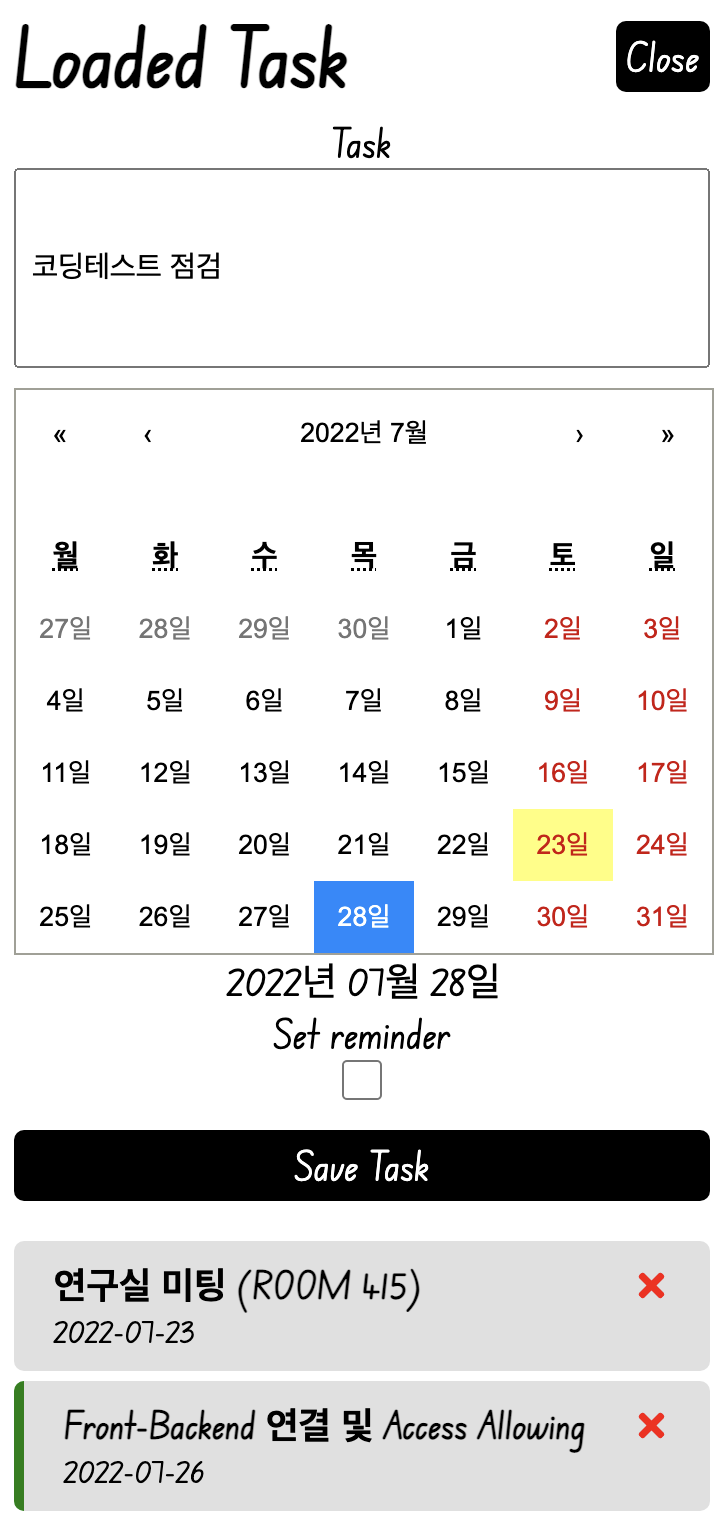 Loaded Task Close
Task
코딩테스트 점검
« ‹ 2022년 7월 › »
월 화 수 목 금 토 일
27일 28일 29일 30일 1일 2일 3일
4일 5일 6일 7일 8일 9일 10일
11일 12일 13일 14일 15일 16일 17일
18일 19일 20일 21일 22일 23일 24일
25일 26일 27일 28일 29일 30일 31일
2022년 07월 28일
Set reminder
Save Task
연구실 미팅 (ROOM 415)
2022-07-23
Front-Backend 연결 및 Access Allowing
2022-07-26